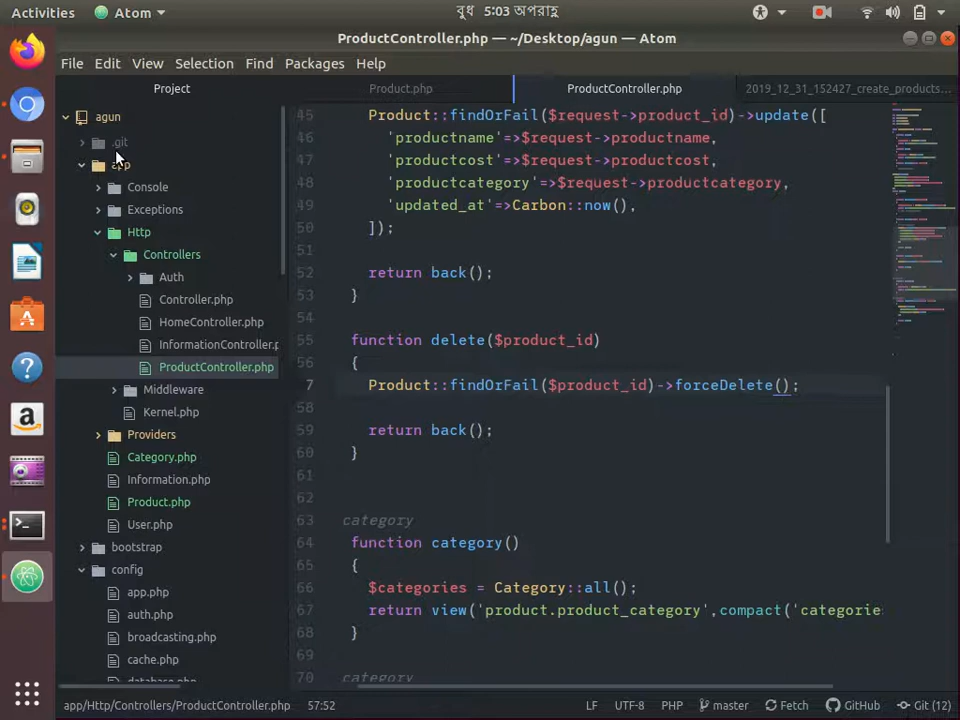 Activities Atom বুধ 5:03 অপরাহ্ণ
ProductController.php — ~/Desktop/agun — Atom
File Edit View Selection Find Packages Help
Project Product.php ProductController.php 2019_12_31_152427_create_products...
agun
.git
app
Console
Exceptions
Http
Controllers
Auth
Controller.php
HomeController.php
InformationController.p
ProductController.php
Middleware
Kernel.php
Providers
Category.php
Information.php
Product.php
User.php
bootstrap
config
app.php
auth.php
broadcasting.php
cache.php
database.php
45 Product::findOrFail($request->product_id)->update([
46 'productname'=>$request->productname,
47 'productcost'=>$request->productcost,
48 'productcategory'=>$request->productcategory,
49 'updated_at'=>Carbon::now(),
50 ]);
51
52 return back();
53 }
54
55 function delete($product_id)
56 {
7 Product::findOrFail($product_id)->forceDelete();
58
59 return back();
60 }
61
62
63 category
64 function category()
65 {
66 $categories = Category::all();
67 return view('product.product_category',compact('categorie
68 }
70 category
app/Http/Controllers/ProductController.php 57:52 LF UTF-8 PHP master Fetch GitHub Git (12)